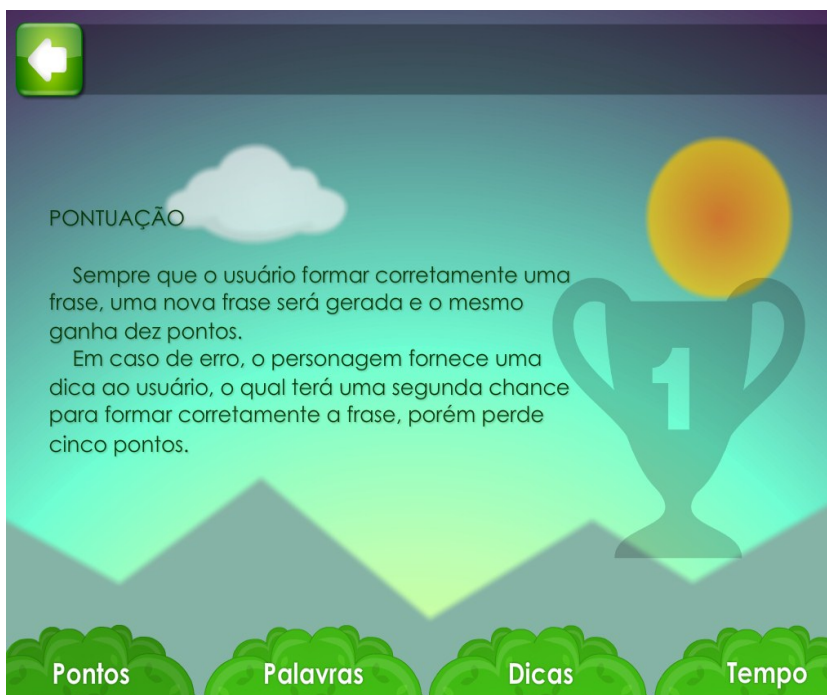 PONTUAÇÃO
Sempre que o usuário formar corretamente uma
frase, uma nova frase será gerada e o mesmo
ganha dez pontos.
Em caso de erro, o personagem fornece uma
dica ao usuário, o qual terá uma segunda chance
para formar corretamente a frase, porém perde
cinco pontos.
1
Pontos
Palavras
Dicas
Tempo